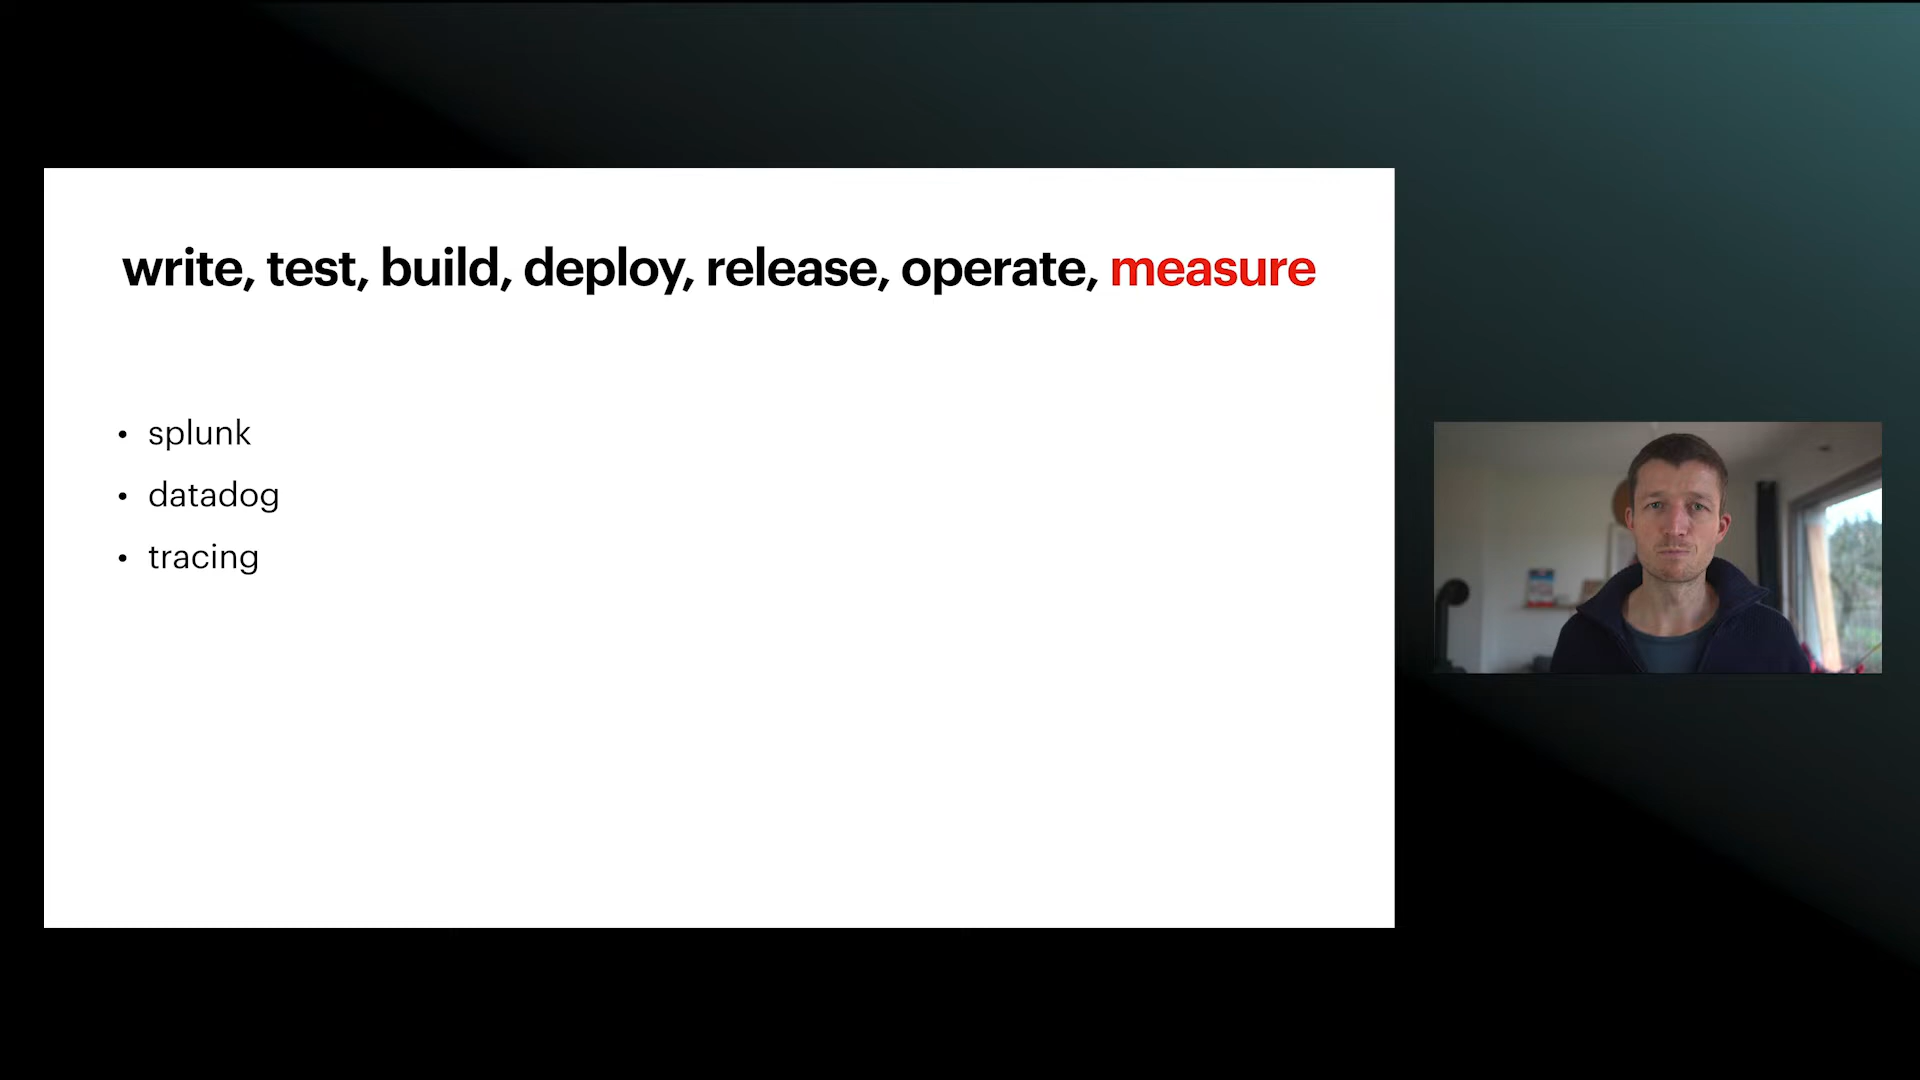 write, test, build, deploy, release, operate, measure
• splunk
• datadog
• tracing